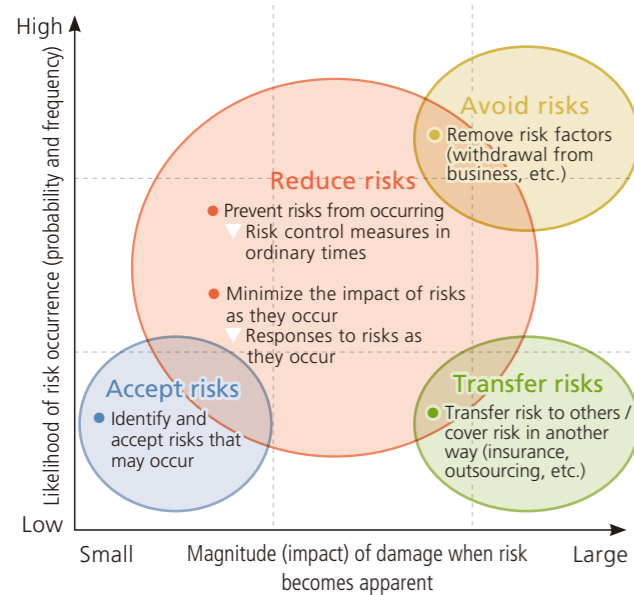 High
Likelihood of risk occurrence (probability and frequency)
Low
Avoid risks
Remove risk factors
(withdrawal from
business, etc.)
Reduce risks
Prevent risks from occurring
Risk control measures in
ordinary times
Minimize the impact of risks
as they occur
Responses to risks as
they occur
Accept risks
Identify and
accept risks that
may occur
Transfer risks
Transfer risk to others /
cover risk in another
way (insurance,
outsourcing, etc.)
Small
Magnitude (impact) of damage when risk
becomes apparent
Large